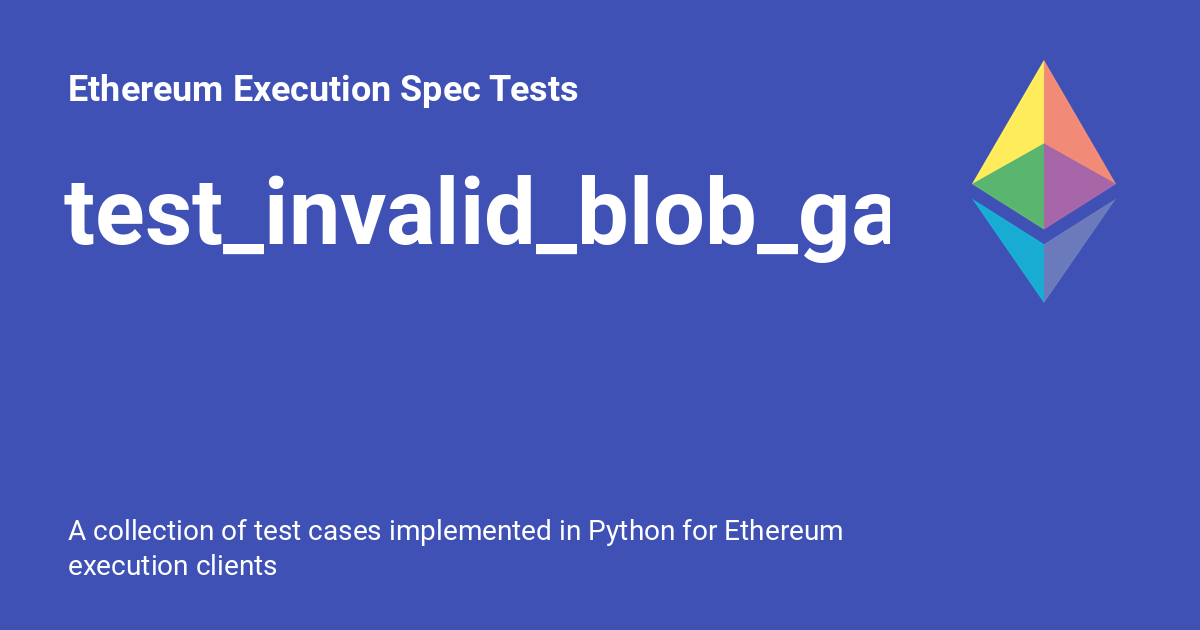 Ethereum Execution Spec Tests
test_invalid_blob_ga
A collection of test cases implemented in Python for Ethereum
execution clients